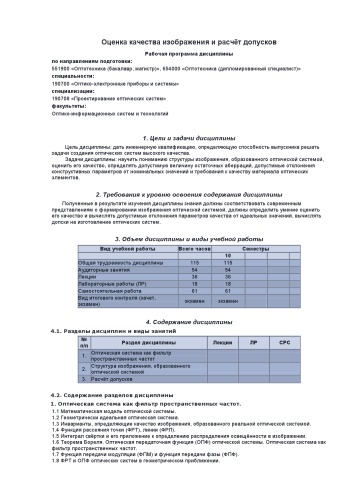 Оценка качества изображения и расчёт допусков
Рабочая программа дисциплины
по направлениям подготовки:
551900 «Оптотехника (бакалавр, магистр)», 654000 «Оптотехника (дипломированный специалист)»
специальности:
190700 «Оптико-электронные приборы и системы»
специализации:
190708 «Проектирование оптических систем»
факультеты:
Оптико-информационных систем и технологий
1. Цели и задачи дисциплины
Цель дисциплины: дать инженерную квалификацию, определяющую способность выпускника решать
задачи создания оптических систем высокого качества.
Задачи дисциплины: научить пониманию структуры изображения, образованного оптической системой,
оценить его качество, определять допустимую величину остаточных аберраций, допустимые отклонения
конструктивных параметров от номинальных значений и требования к качеству материала оптических
элементов.
2. Требования к уровню освоения содержания дисциплины
Полученные в результате изучения дисциплины знания должны соответствовать современным
представлениям о формировании изображения оптической системой, должны определить умение оценить
его качество и вычислять допустимые отклонения параметров качества от идеальных значений, вычислять
допски на изготовление оптических систем.
3. Объем дисциплины и виды учебной работы
Вид учебной работы Всего часов Семестры
10
Общая трудоемкость дисциплины 115 115
Аудиторные занятия 54 54
Лекции 36 36
Лабораторные работы (ЛР) 18 18
Самостоятельная работа 61 61
Вид итогового контроля (зачет,
экзамен) экзамен экзамен
4. Содержание дисциплины
4.1. Разделы дисциплин и виды занятий
№
п/п Раздел дисциплины Лекции ЛР СРС
1. Оптическая система как фильтр
пространственных частот
2. Структура изображения, образованного
оптической системой
3. Расчёт допусков
4.2. Содержание разделов дисциплины
1. Оптическая система как фильтр пространственных частот.
1.1 Математическая модель оптической системы.
1.2 Геометрически идеальная оптическая система.
1.3 Инварианты, определяющие качество изображения, образованного реальной оптической системой.
1.4 Функция рассеяния точки (ФРТ), линии (ФРЛ).
1.5 Интеграл свёртки и его приложение к определению распределения освещённости в изображении.
1.6 Теорема Бореля. Оптическая передаточная функция (ОПФ) оптической системы. Оптическая система как
фильтр пространственных частот.
1.7 Функция передачи модуляции (ФПМ) и функция передачи фазы (ФПФ).
1.8 ФРТ и ОПФ оптических систем в геометрическом приближении.